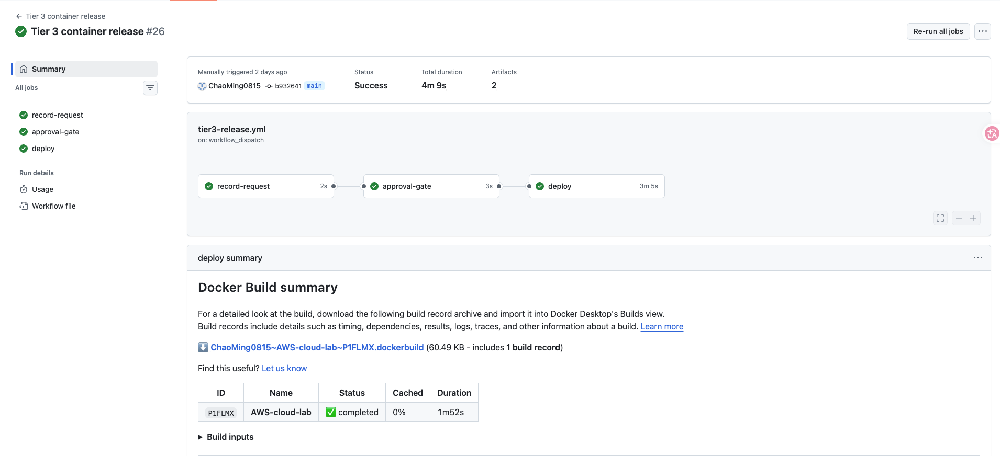 Tier 3 container release
Tier 3 container release #26
Re-run all jobs
Summary
All jobs
record-request
approval-gate
deploy
Run details
Usage
Workflow file
Manually triggered 2 days ago
ChaoMing0815 b932641 main
Status
Success
Total duration
4m 9s
Artifacts
2
tier3-release.yml
on: workflow_dispatch
record-request 2s
approval-gate 3s
deploy 3m 5s
deploy summary
Docker Build summary
For a detailed look at the build, download the following build record archive and import it into Docker Desktop's Builds view.
Build records include details such as timing, dependencies, results, logs, traces, and other information about a build. Learn more
ChaoMing0815~AWS-cloud-lab~P1FLMX.dockerbuild (60.49 KB - includes 1 build record)
Find this useful? Let us know
ID Name Status Cached Duration
P1FLMX AWS-cloud-lab ✅ completed 0% 1m52s
Build inputs